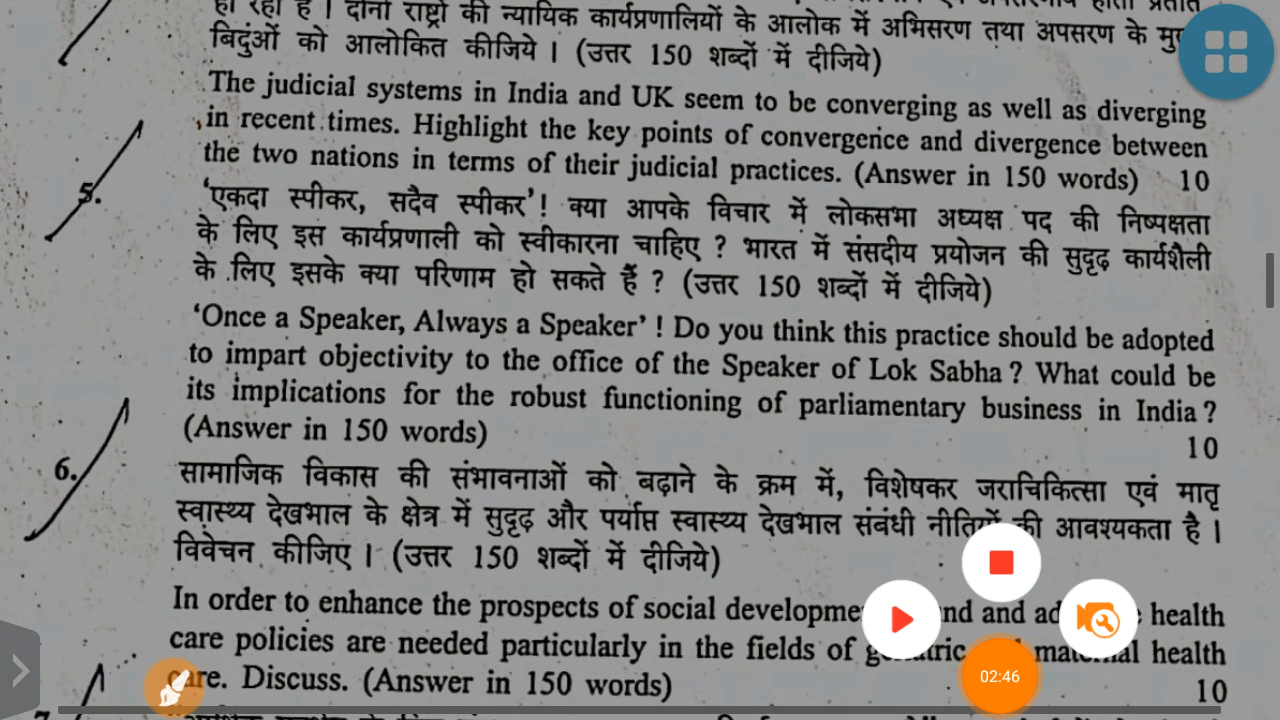 हो रहा है । दोनों राष्ट्रों की न्यायिक कार्यप्रणालियों के आलोक में अभिसरण तथा अपसरण के
बिदुंओं को आलोकित कीजिये । (उत्तर 150 शब्दों में दीजिये)
The judicial systems in India and UK seem to be converging as well as diverging
in recent times. Highlight the key points of convergence and divergence between
the two nations in terms of their judicial practices. (Answer in 150 words) 10
5. 'एकदा स्पीकर, सदैव स्पीकर' ! क्या आपके विचार में लोकसभा अध्यक्ष पद की निष्पक्षता
के लिए इस कार्यप्रणाली को स्वीकारना चाहिए ? भारत में संसदीय प्रयोजन की सुदृढ़ कार्यशैली
के लिए इसके क्या परिणाम हो सकते हैं ? (उत्तर 150 शब्दों में दीजिये)
'Once a Speaker, Always a Speaker' ! Do you think this practice should be adopted
to impart objectivity to the office of the Speaker of Lok Sabha ? What could be
its implications for the robust functioning of parliamentary business in India ?
(Answer in 150 words) 10
6. सामाजिक विकास की संभावनाओं को बढ़ाने के क्रम में, विशेषकर जराचिकित्सा एवं मातृ
स्वास्थ्य देखभाल के क्षेत्र में सुदृढ़ और पर्याप्त स्वास्थ्य देखभाल संबंधी नीतियों की आवश्यकता है ।
विवेचन कीजिए । (उत्तर 150 शब्दों में दीजिये)
In order to enhance the prospects of social and health
care policies are needed particularly in the fields of health
care. Discuss. (Answer in 150 words) 10
02:46